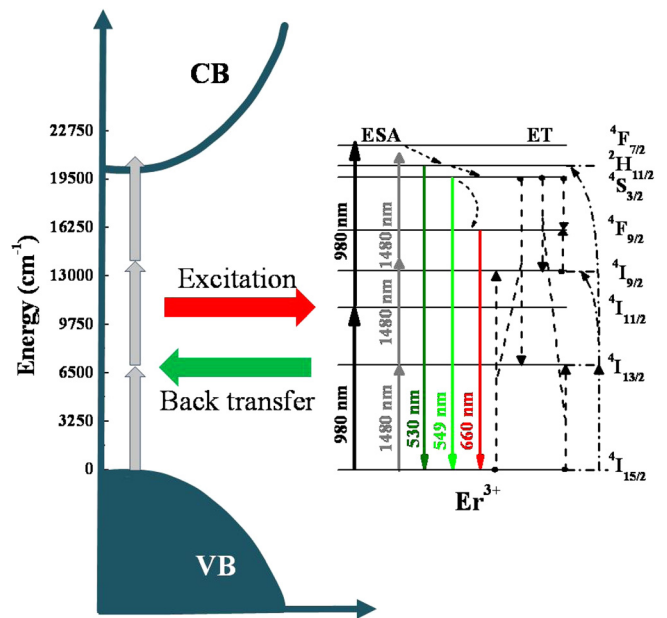 CB
Energy (cm⁻¹)
22750
19500
16250
13000
9750
6500
3250
0
VB
Excitation
Back transfer
ESA
ET
980 nm
980 nm
1480 nm
1480 nm
1480 nm
530 nm
549 nm
660 nm
⁴F₇/₂
²H₁₁/₂
⁴S₃/₂
⁴F₉/₂
⁴I₉/₂
⁴I₁₁/₂
⁴I₁₃/₂
⁴I₁₅/₂
Er³⁺